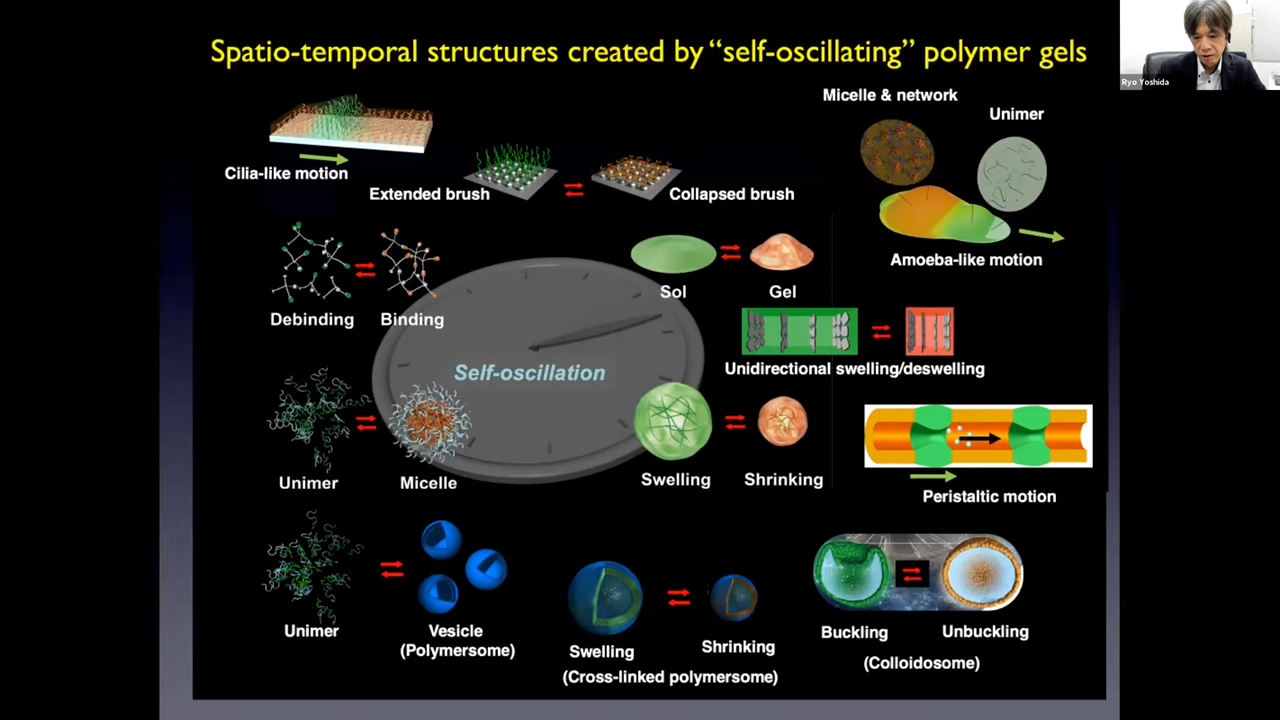 Spatio-temporal structures created by “self-oscillating” polymer gels
Ryo Yoshida
Micelle & network
Unimer
Cilia-like motion
Extended brush
Collapsed brush
Amoeba-like motion
Sol
Gel
Debinding
Binding
Self-oscillation
Unidirectional swelling/deswelling
Unimer
Micelle
Swelling
Shrinking
Peristaltic motion
Unimer
Vesicle
(Polymersome)
Swelling
Shrinking
(Cross-linked polymersome)
Buckling
Unbuckling
(Colloidosome)